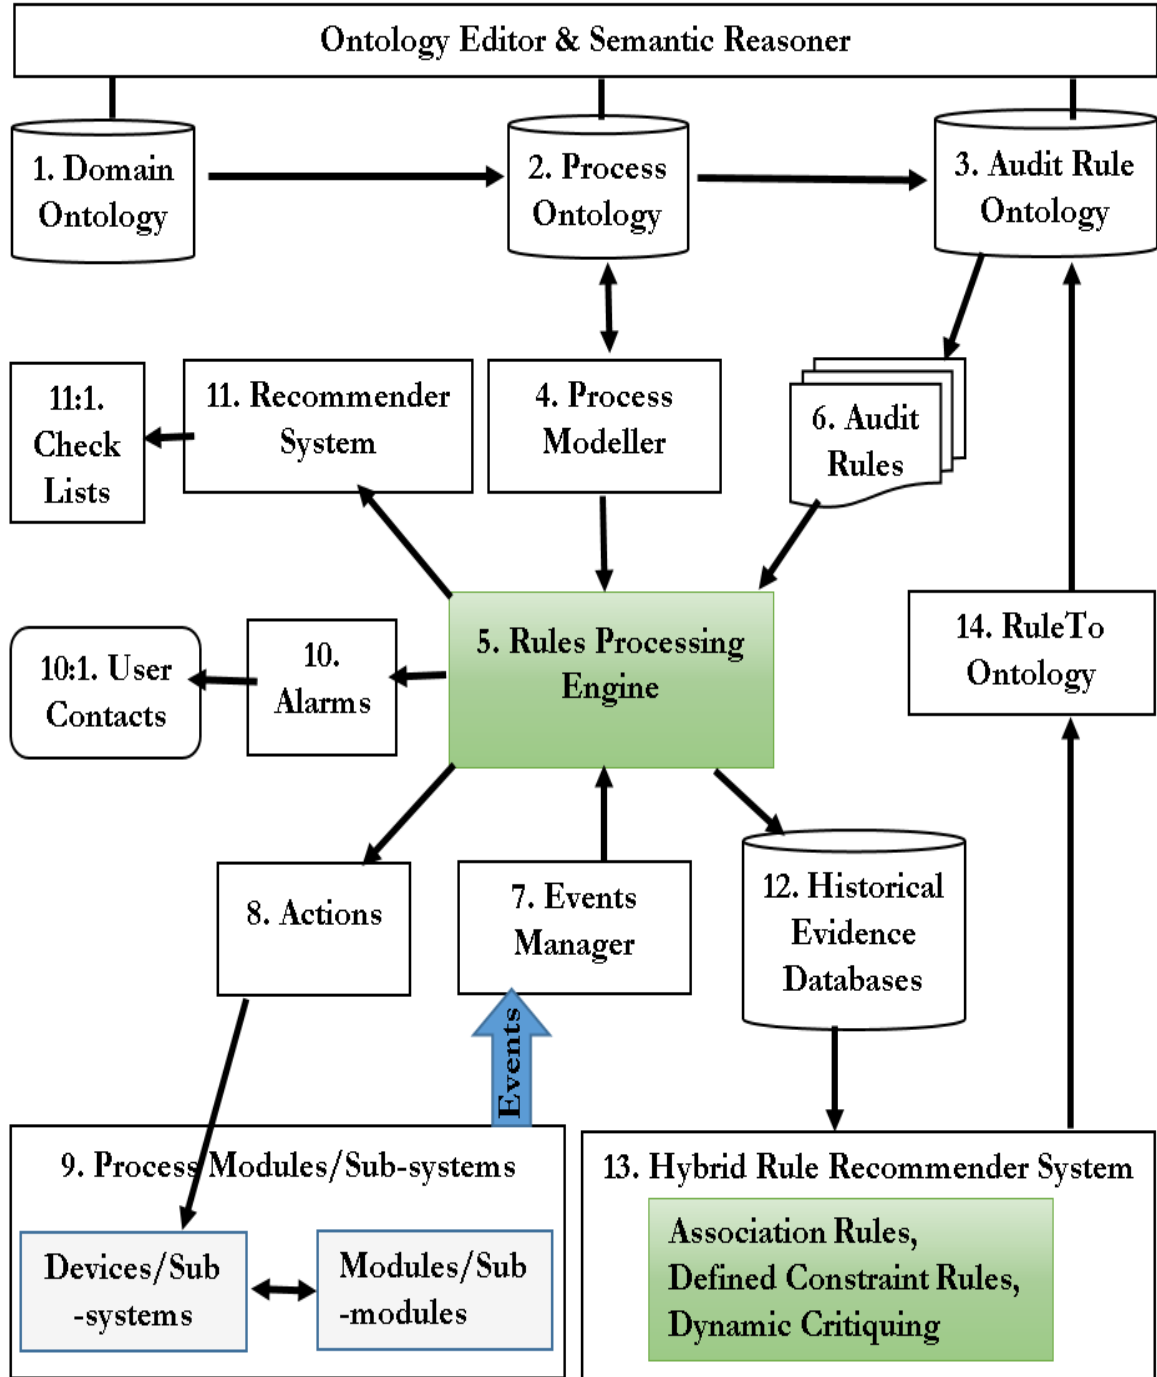 Ontology Editor & Semantic Reasoner
1. Domain
Ontology
2. Process
Ontology
3. Audit Rule
Ontology
11:1.
Check
Lists
11. Recommender
System
4. Process
Modeller
6. Audit
Rules
10:1. User
Contacts
10.
Alarms
5. Rules Processing
Engine
14. RuleTo
Ontology
8. Actions
7. Events
Manager
12. Historical
Evidence
Databases
Events
9. Process Modules/Sub-systems
Devices/Sub
-systems
Modules/Sub
-modules
13. Hybrid Rule Recommender System
Association Rules,
Defined Constraint Rules,
Dynamic Critiquing